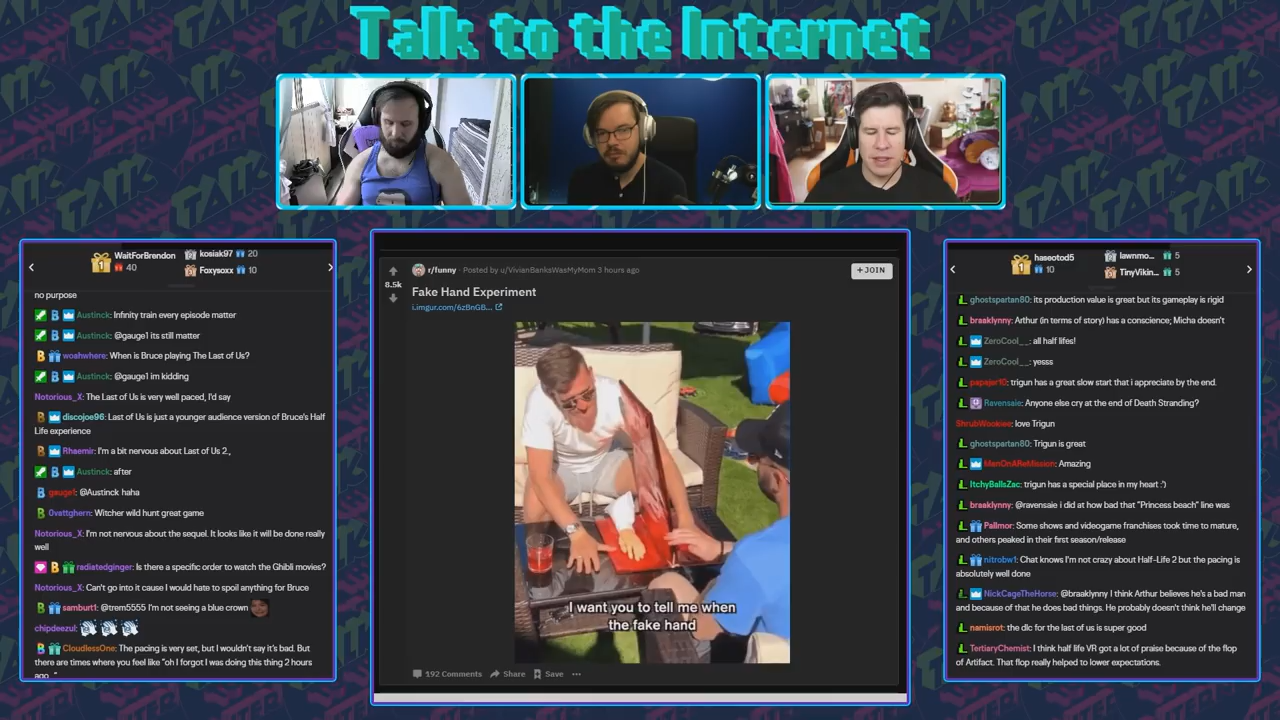 Talk to the Internet
WaitForBrendon
40
kosiak97 20
Foxysoxx 10
no purpose
Austinck: Infinity train every episode matter
Austinck: @gauge1 its still matter
woahwhere: When is Bruce playing The Last of Us?
Austinck: @gauge1 im kidding
Notorious_X: The Last of Us is very well paced, I'd say
discojoe96: Last of Us is just a younger audience version of Bruce's Half
Life experience
Rhaemir: I'm a bit nervous about Last of Us 2.,
Austinck: after
gauge1: @Austinck haha
0vattghern: Witcher wild hunt great game
Notorious_X: I'm not nervous about the sequel. It looks like it will be done really
well
radiatedginger: Is there a specific order to watch the Ghibli movies?
Notorious_X: Can't go into it cause I would hate to spoil anything for Bruce
samburt1: @trem5555 I'm not seeing a blue crown
chipdeezul:
CloudlessOne: The pacing is very set, but I wouldn't say it's bad. But
there are times where you feel like "oh I forgot I was doing this thing 2 hours
ago.."
r/funny · Posted by u/VivianBanksWasMyMom 3 hours ago
+ JOIN
8.5k
Fake Hand Experiment
i.imgur.com/6zBnGB...
I want you to tell me when
the fake hand
192 Comments Share Save ...
haseotod5
10
lawnmo... 5
TinyVikin... 5
ghostspartan80: its production value is great but its gameplay is rigid
braaklynny: Arthur (in terms of story) has a conscience; Micha doesn't
ZeroCool__: all half lifes!
ZeroCool__: yesss
papajer10: trigun has a great slow start that i appreciate by the end.
Ravensaie: Anyone else cry at the end of Death Stranding?
ShrubWookiee: love Trigun
ghostspartan80: Trigun is great
ManOnAReMission: Amazing
ItchyBallsZac: trigun has a special place in my heart :')
braaklynny: @ravensaie i did at how bad that "Princess beach" line was
Pallmor: Some shows and videogame franchises took time to mature,
and others peaked in their first season/release
nitrobw1: Chat knows I'm not crazy about Half-Life 2 but the pacing is
absolutely well done
NickCageTheHorse: @braaklynny I think Arthur believes he's a bad man
and because of that he does bad things. He probably doesn't think he'll change
namisrot: the dlc for the last of us is super good
TertiaryChemist: I think half life VR got a lot of praise because of the flop
of Artifact. That flop really helped to lower expectations.